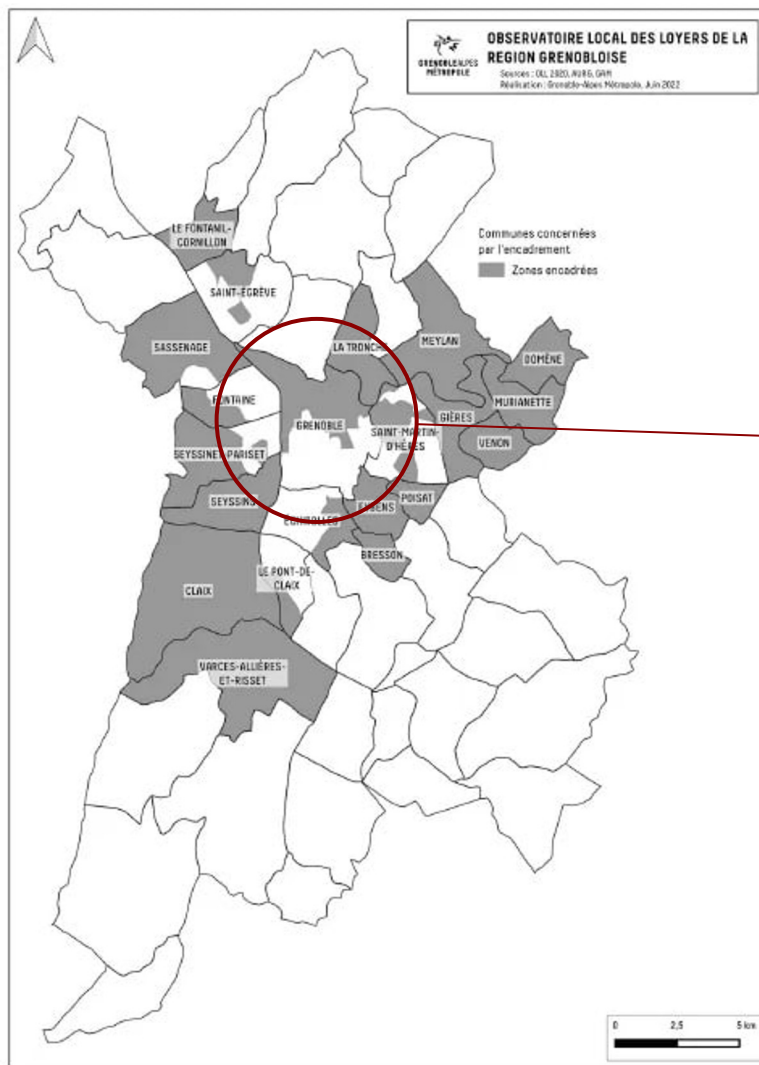 GRENOBLEALPES
MÉTROPOLE
OBSERVATOIRE LOCAL DES LOYERS DE LA
REGION GRENOBLOISE
Sources : OLL 2020, AURG, GAM
Réalisation : Grenoble-Alpes Métropole, Juin 2022
Communes concernées
par l'encadrement
Zones encadrées
LE FONTANIL-
CORNILLON
SAINT-ÉGRÈVE
SASSENAGE
LA TRONCHE
MEYLAN
DOMÈNE
FONTAINE
MURIANETTE
GIÈRES
GRENOBLE
SAINT-MARTIN-
D'HÈRES
VENON
SEYSSINET-PARISET
SEYSSINS
POISAT
EYBENS
ÉCHIROLLES
BRESSON
LE PONT-DE-
CLAIX
CLAIX
VARCES-ALLIÈRES-
ET-RISSET
0 2,5 5 km